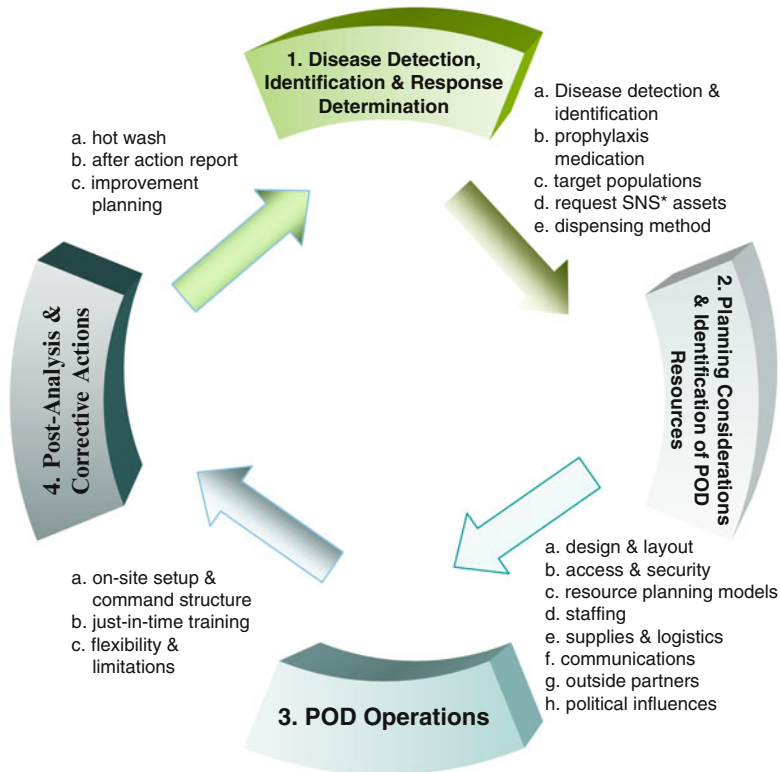 1. Disease Detection,
Identification & Response
Determination
a. Disease detection &
identification
b. prophylaxis
medication
c. target populations
d. request SNS* assets
e. dispensing method
2. Planning Considerations
& Identification of POD
Resources
a. design & layout
b. access & security
c. resource planning models
d. staffing
e. supplies & logistics
f. communications
g. outside partners
h. political influences
3. POD Operations
a. on-site setup &
command structure
b. just-in-time training
c. flexibility &
limitations
4. Post-Analysis &
Corrective Actions
a. hot wash
b. after action report
c. improvement
planning